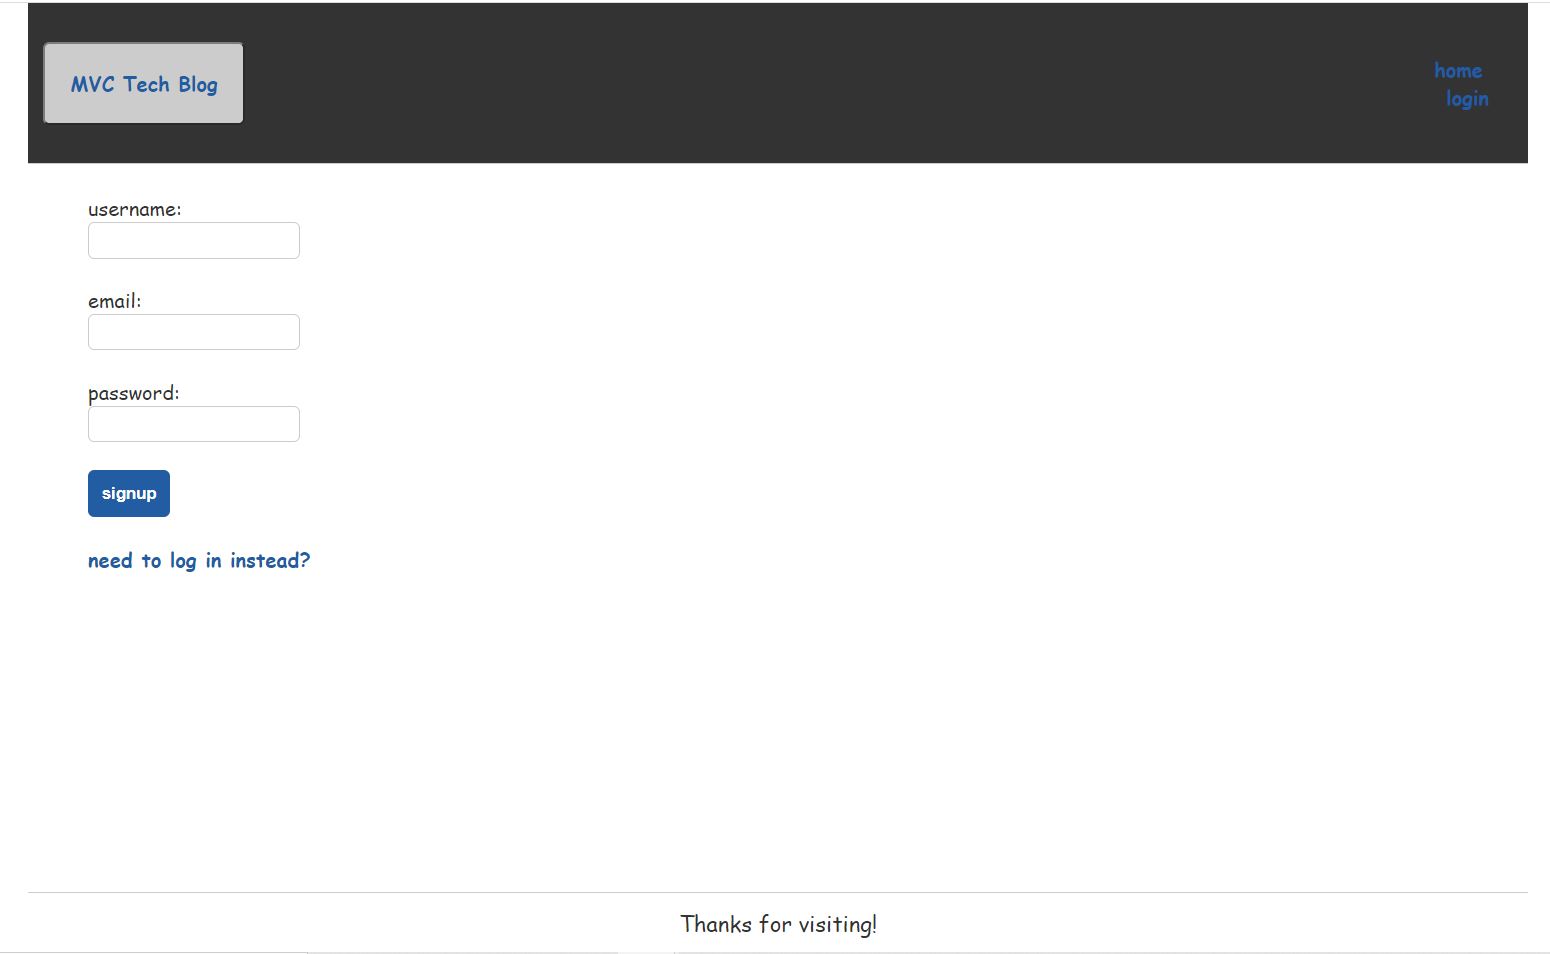 MVC Tech Blog
home
login
username:
email:
password:
signup
need to log in instead?
Thanks for visiting!